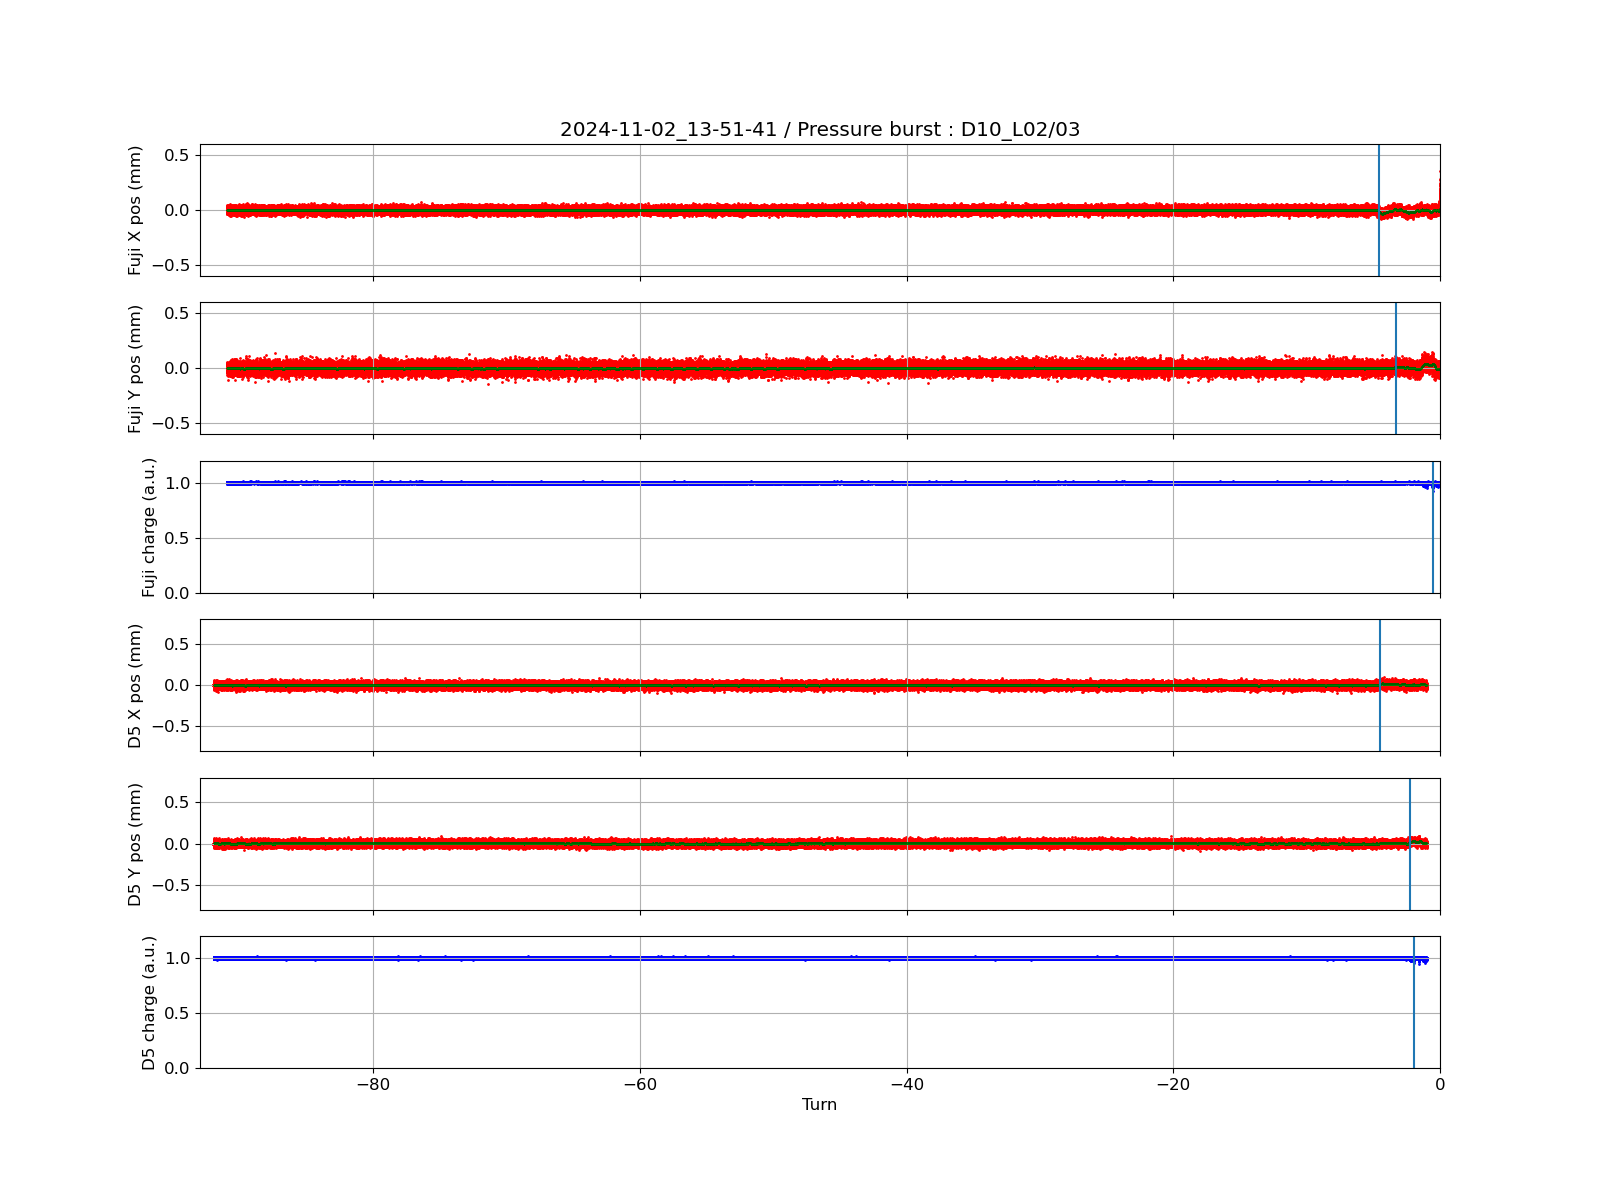 2024-11-02_13-51-41 / Pressure burst : D10_L02/03
Fuji X pos (mm)
0.5
0.0
−0.5
Fuji Y pos (mm)
0.5
0.0
−0.5
Fuji charge (a.u.)
1.0
0.5
0.0
D5 X pos (mm)
0.5
0.0
−0.5
D5 Y pos (mm)
0.5
0.0
−0.5
D5 charge (a.u.)
1.0
0.5
0.0
−80 −60 −40 −20 0
Turn